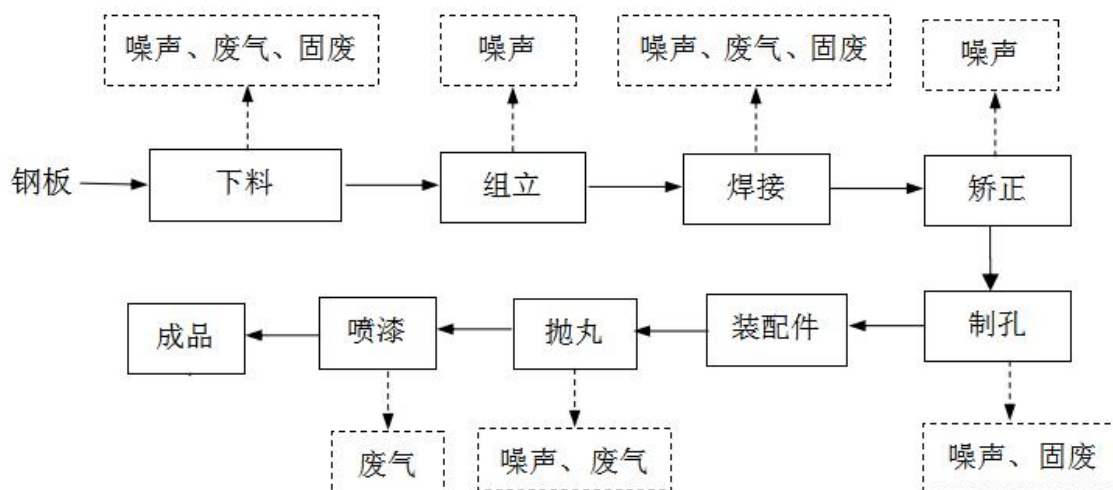 噪声、废气、固废
噪声
噪声、废气、固废
噪声
钢板
下料
组立
焊接
矫正
成品
喷漆
抛丸
装配件
制孔
废气
噪声、废气
噪声、固废